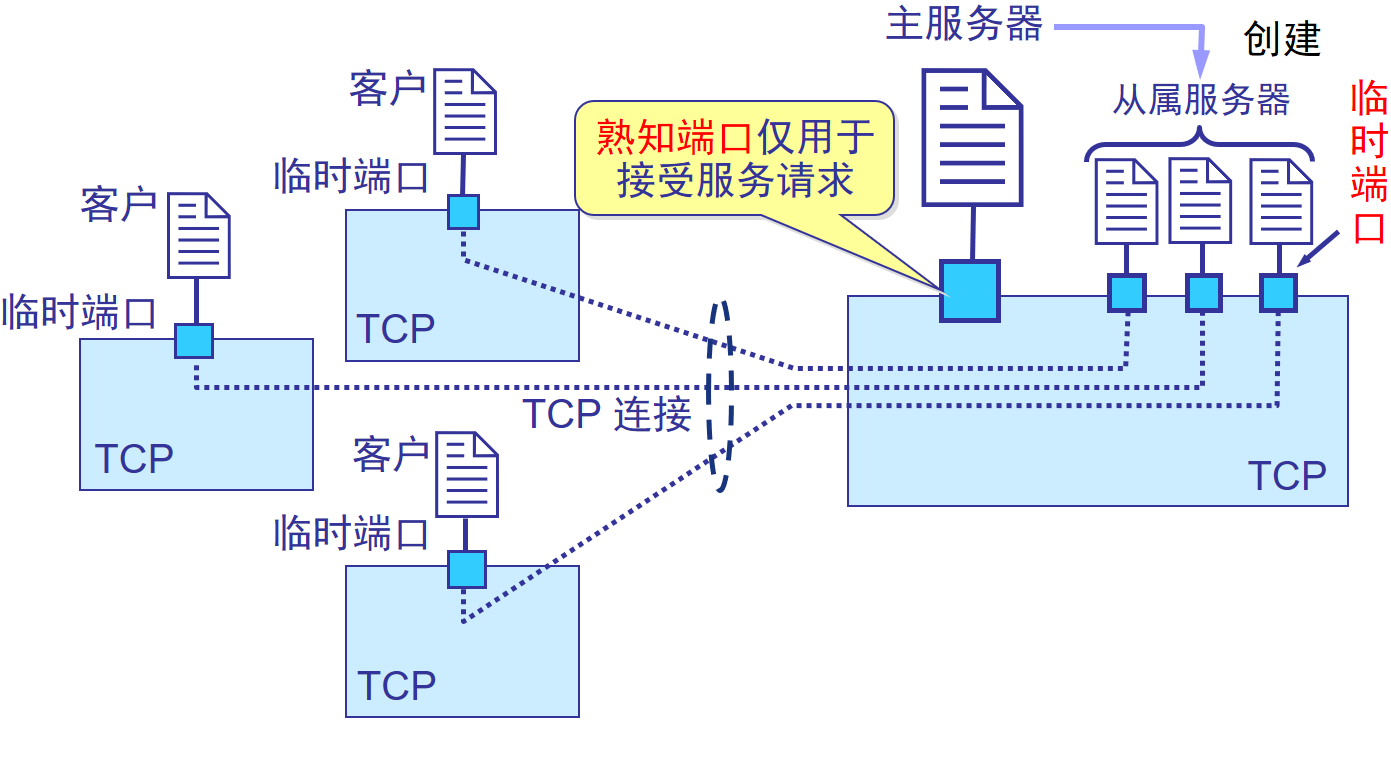 主服务器
创建
从属服务器
临
时
端
口
熟知端口仅用于
接受服务请求
客户
临时端口
TCP
客户
临时端口
TCP
TCP 连接
客户
临时端口
TCP
TCP